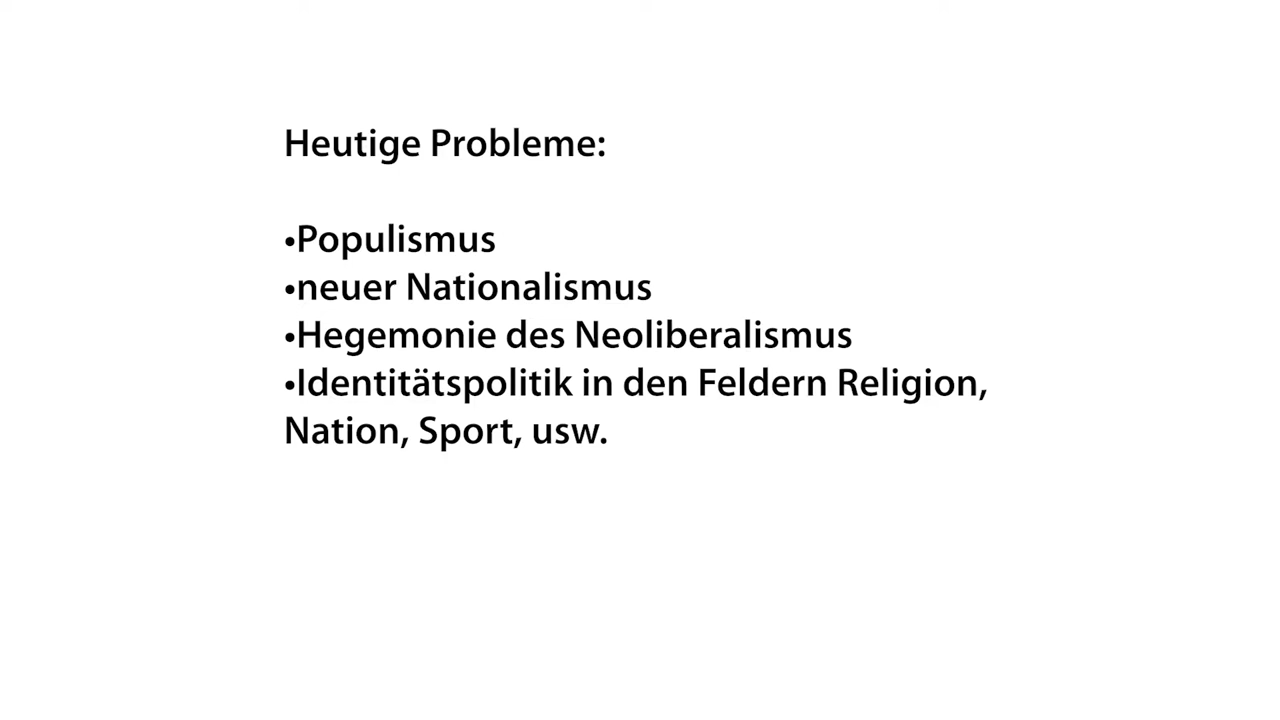 Heutige Probleme:
•Populismus
•neuer Nationalismus
•Hegemonie des Neoliberalismus
•Identitätspolitik in den Feldern Religion,
Nation, Sport, usw.